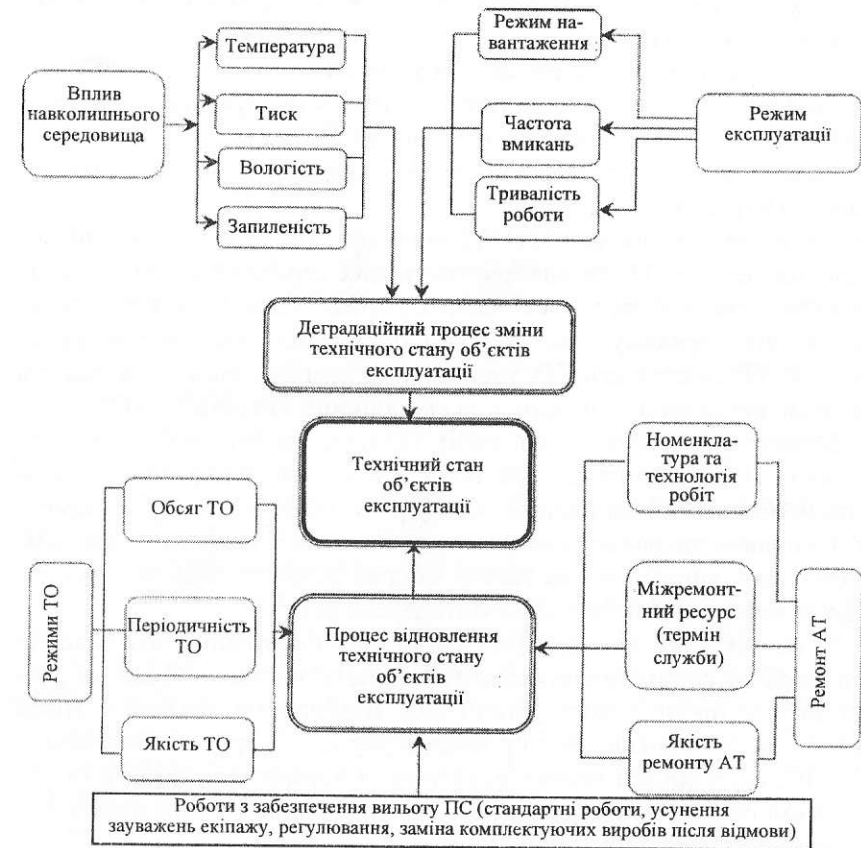 Вплив
навколишнього
середовища
Температура
Тиск
Вологість
Запиленість
Режим на-
вантаження
Частота
вмикань
Тривалість
роботи
Режим
експлуатації
Деградаційний процес зміни
технічного стану об’єктів
експлуатації
Технічний стан
об’єктів
експлуатації
Режими ТО
Обсяг ТО
Періодичність
ТО
Якість ТО
Процес відновлення
технічного стану
об’єктів
експлуатації
Номенкла-
тура та
технологія
робіт
Міжремонт-
ний ресурс
(термін
служби)
Якість
ремонту АТ
Ремонт АТ
Роботи з забезпечення вильоту ПС (стандартні роботи, усунення
зауважень екіпажу, регулювання, заміна комплектуючих виробів після відмови)